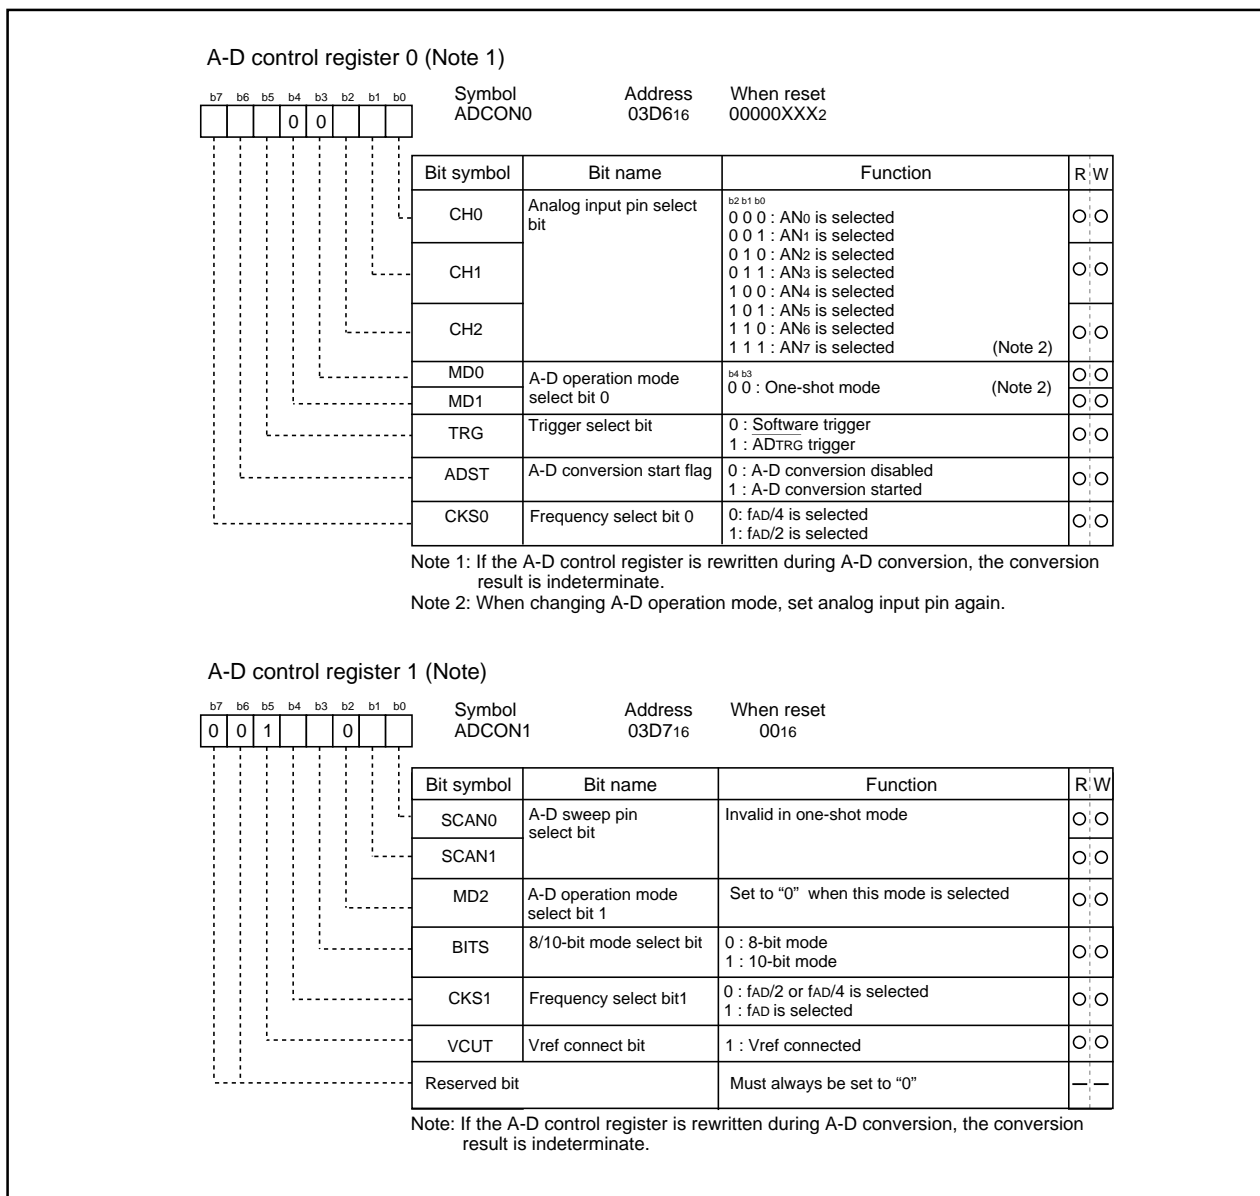 A-D control register 0 (Note 1)
b7 b6 b5 b4 b3 b2 b1 b0
0 0
Symbol Address When reset
ADCON0 03D616 00000XXX2
Bit symbol Bit name Function R W
CH0 Analog input pin select bit
b2 b1 b0
0 0 0 : AN0 is selected
0 0 1 : AN1 is selected
0 1 0 : AN2 is selected
CH1
0 1 1 : AN3 is selected
1 0 0 : AN4 is selected
1 0 1 : AN5 is selected
CH2
1 1 0 : AN6 is selected
1 1 1 : AN7 is selected (Note 2)
MD0 A-D operation mode select bit 0
b4 b3
0 0 : One-shot mode (Note 2)
MD1
TRG Trigger select bit 0 : Software trigger
1 : ADTRG trigger
ADST A-D conversion start flag 0 : A-D conversion disabled
1 : A-D conversion started
CKS0 Frequency select bit 0 0: fAD/4 is selected
1: fAD/2 is selected
Note 1: If the A-D control register is rewritten during A-D conversion, the conversion
result is indeterminate.
Note 2: When changing A-D operation mode, set analog input pin again.
A-D control register 1 (Note)
b7 b6 b5 b4 b3 b2 b1 b0
0 0 1 0
Symbol Address When reset
ADCON1 03D716 0016
Bit symbol Bit name Function R W
SCAN0 A-D sweep pin select bit Invalid in one-shot mode
SCAN1
MD2 A-D operation mode select bit 1 Set to “0” when this mode is selected
BITS 8/10-bit mode select bit 0 : 8-bit mode
1 : 10-bit mode
CKS1 Frequency select bit1 0 : fAD/2 or fAD/4 is selected
1 : fAD is selected
VCUT Vref connect bit 1 : Vref connected
Reserved bit Must always be set to “0”
Note: If the A-D control register is rewritten during A-D conversion, the conversion
result is indeterminate.